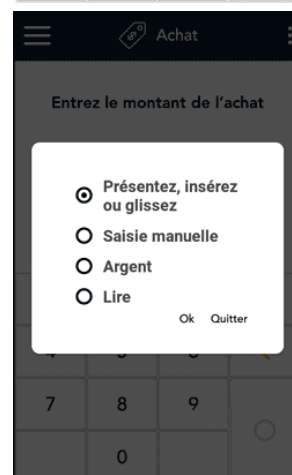 Achat
Entrez le montant de l'achat
Présentez, insérez
ou glissez
Saisie manuelle
Argent
Lire
Ok Quitter
7 8 9
0